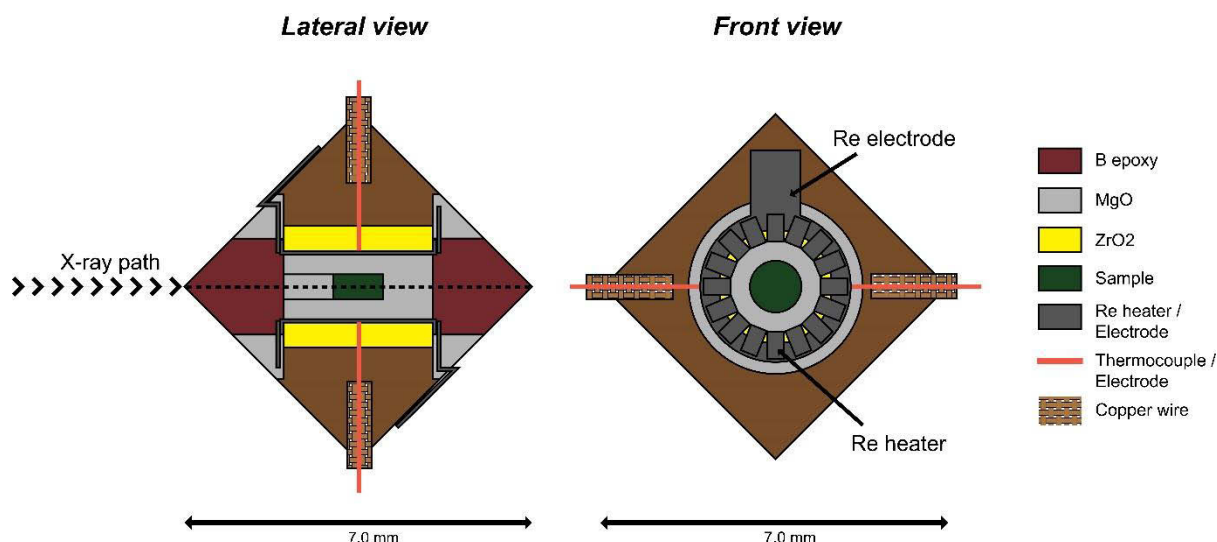 Lateral view
Front view
X-ray path
Re electrode
Re heater
B epoxy
MgO
ZrO2
Sample
Re heater /
Electrode
Thermocouple /
Electrode
Copper wire
7.0 mm
7.0 mm